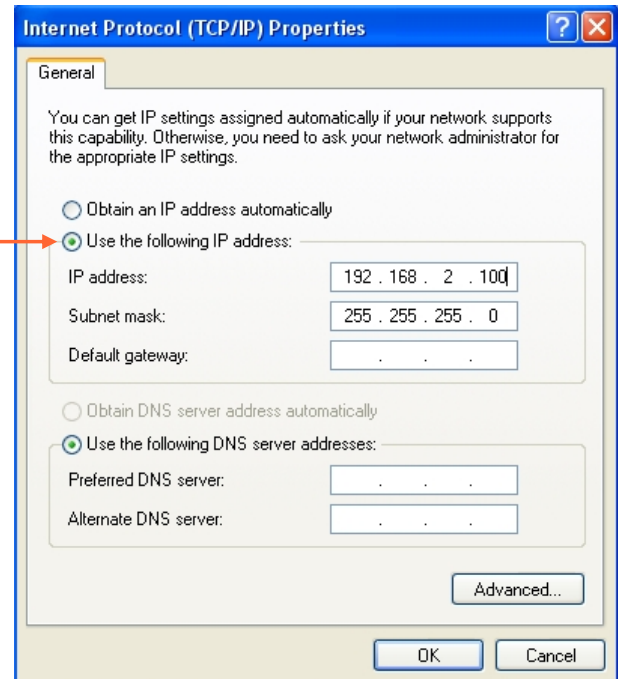 Internet Protocol (TCP/IP) Properties
General
You can get IP settings assigned automatically if your network supports
this capability. Otherwise, you need to ask your network administrator for
the appropriate IP settings.
Obtain an IP address automatically
Use the following IP address:
IP address: 192 . 168 . 2 . 100
Subnet mask: 255 . 255 . 255 . 0
Default gateway: . . .
Obtain DNS server address automatically
Use the following DNS server addresses:
Preferred DNS server: . . .
Alternate DNS server: . . .
Advanced...
OK Cancel